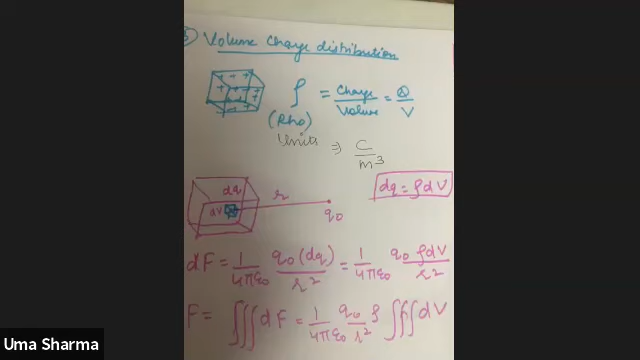 ③ Volume Charge distribution
ρ = Charge/Volume = Q/V
(Rho)
Units ⇒ C/m³
dq
dV
r
q₀
dq = ρdV
dF = 1/4πε₀ q₀(dq)/r² = 1/4πε₀ q₀ρdV/r²
F = ∫∫∫ dF = 1/4πε₀ q₀/r² ρ ∫∫∫ dV
Uma Sharma